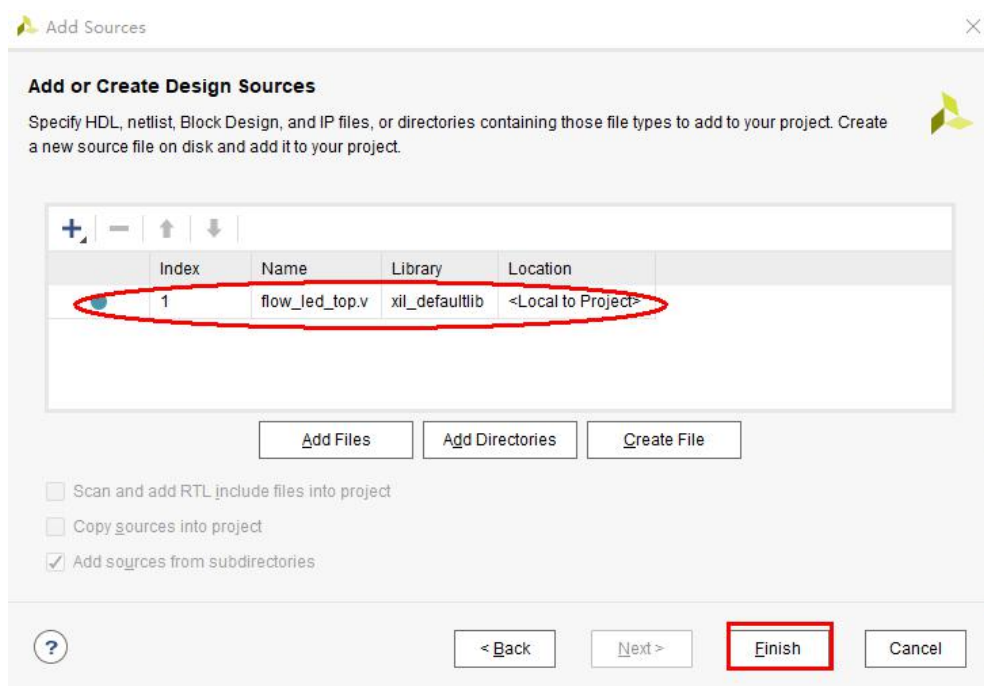 Add Sources
Add or Create Design Sources
Specify HDL, netlist, Block Design, and IP files, or directories containing those file types to add to your project. Create
a new source file on disk and add it to your project.
Index Name Library Location
1 flow_led_top.v xil_defaultlib <Local to Project>
Add Files Add Directories Create File
Scan and add RTL include files into project
Copy sources into project
Add sources from subdirectories
? < Back Next > Finish Cancel